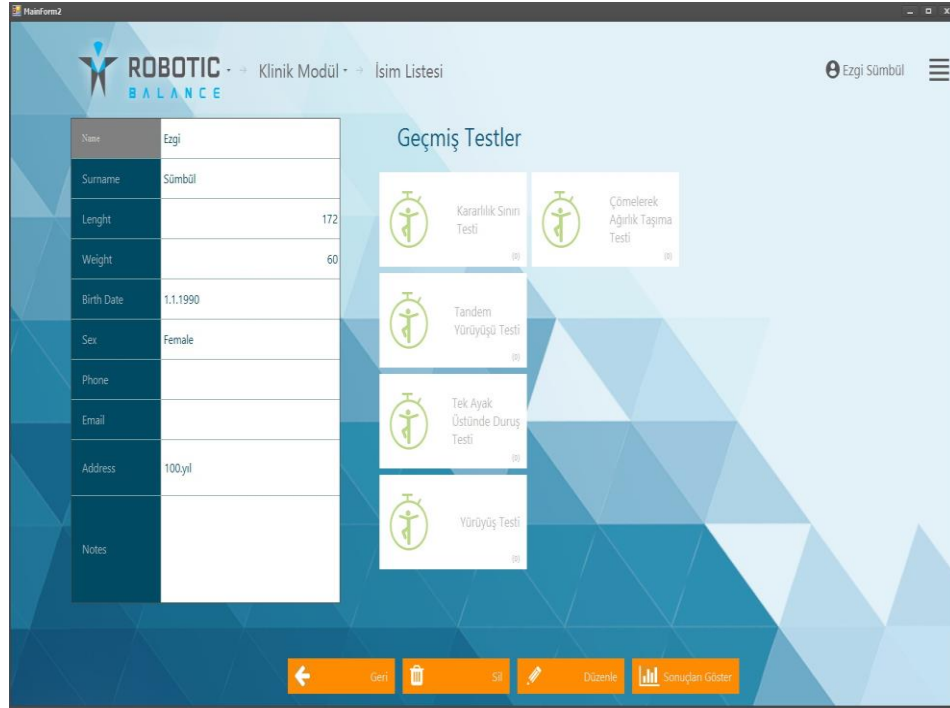 MainForm2
ROBOTIC
BALANCE
Klinik Modül
İsim Listesi
Ezgi Sümbül
Name Ezgi
Surname Sümbül
Lenght 172
Weight 60
Birth Date 1.1.1990
Sex Female
Phone
Email
Address 100.yıl
Notes
Geçmiş Testler
Kararlılık Sınırı
Testi
(0)
Çömelerek
Ağırlık Taşıma
Testi
(0)
Tandem
Yürüyüşü Testi
(0)
Tek Ayak
Üstünde Duruş
Testi
(0)
Yürüyüş Testi
(0)
Geri
Sil
Düzenle
Sonuçları Göster